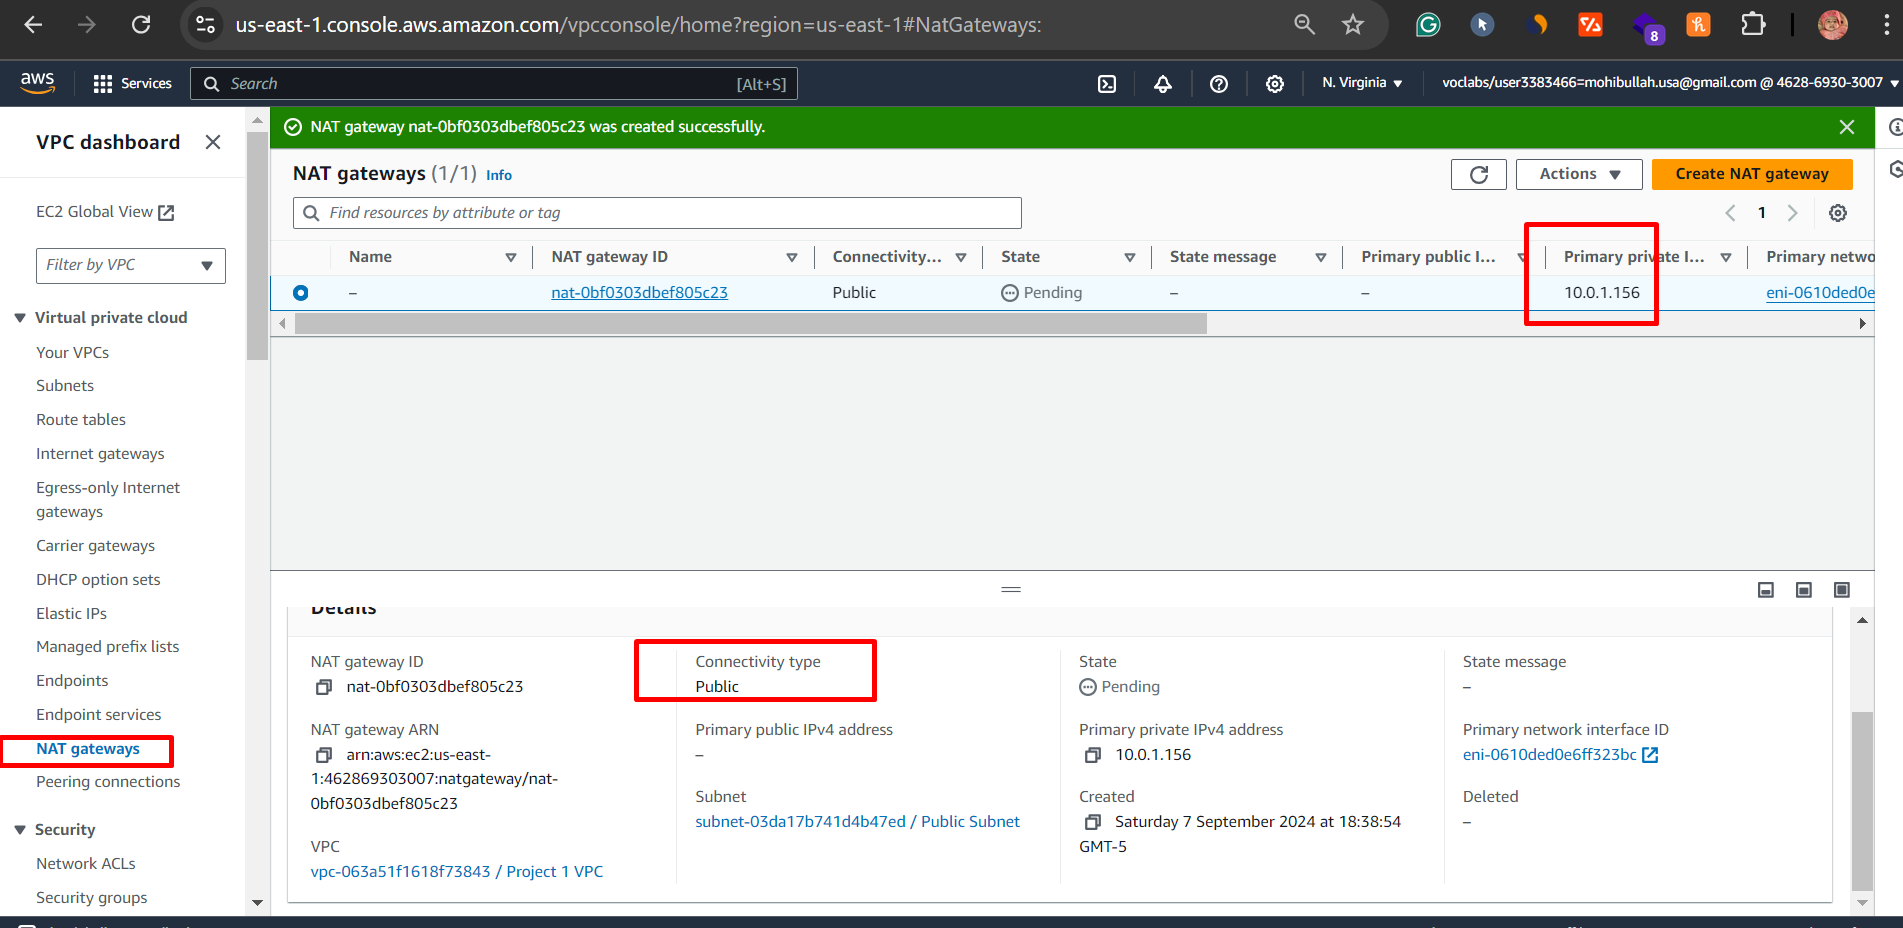 us-east-1.console.aws.amazon.com/vpcconsole/home?region=us-east-1#NatGateways:
8
aws
Services
Search
[Alt+S]
N. Virginia
voclabs/user3383466=mohibullah.usa@gmail.com @ 4628-6930-3007
VPC dashboard
EC2 Global View
Filter by VPC
Virtual private cloud
Your VPCs
Subnets
Route tables
Internet gateways
Egress-only Internet
gateways
Carrier gateways
DHCP option sets
Elastic IPs
Managed prefix lists
Endpoints
Endpoint services
NAT gateways
Peering connections
Security
Network ACLs
Security groups
NAT gateway nat-0bf0303dbef805c23 was created successfully.
NAT gateways (1/1) Info
Actions
Create NAT gateway
Find resources by attribute or tag
1
Name
NAT gateway ID
Connectivity...
State
State message
Primary public I...
Primary private I...
Primary netwo
–
nat-0bf0303dbef805c23
Public
Pending
–
–
10.0.1.156
eni-0610ded0e
Details
NAT gateway ID
nat-0bf0303dbef805c23
Connectivity type
Public
State
Pending
State message
–
NAT gateway ARN
arn:aws:ec2:us-east-
1:462869303007:natgateway/nat-
0bf0303dbef805c23
Primary public IPv4 address
–
Primary private IPv4 address
10.0.1.156
Primary network interface ID
eni-0610ded0e6ff323bc
Subnet
subnet-03da17b741d4b47ed / Public Subnet
Created
Saturday 7 September 2024 at 18:38:54
GMT-5
Deleted
–
VPC
vpc-063a51f1618f73843 / Project 1 VPC